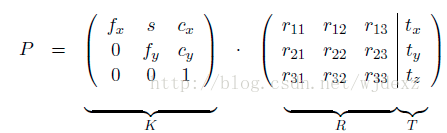 P = ( f_x s c_x · ( r_11 r_12 r_13 | t_x
0 f_y c_y r_21 r_22 r_23 | t_y
0 0 1 ) r_31 r_32 r_33 | t_z )
http://blog.csdn.net/wjdexz
K R T